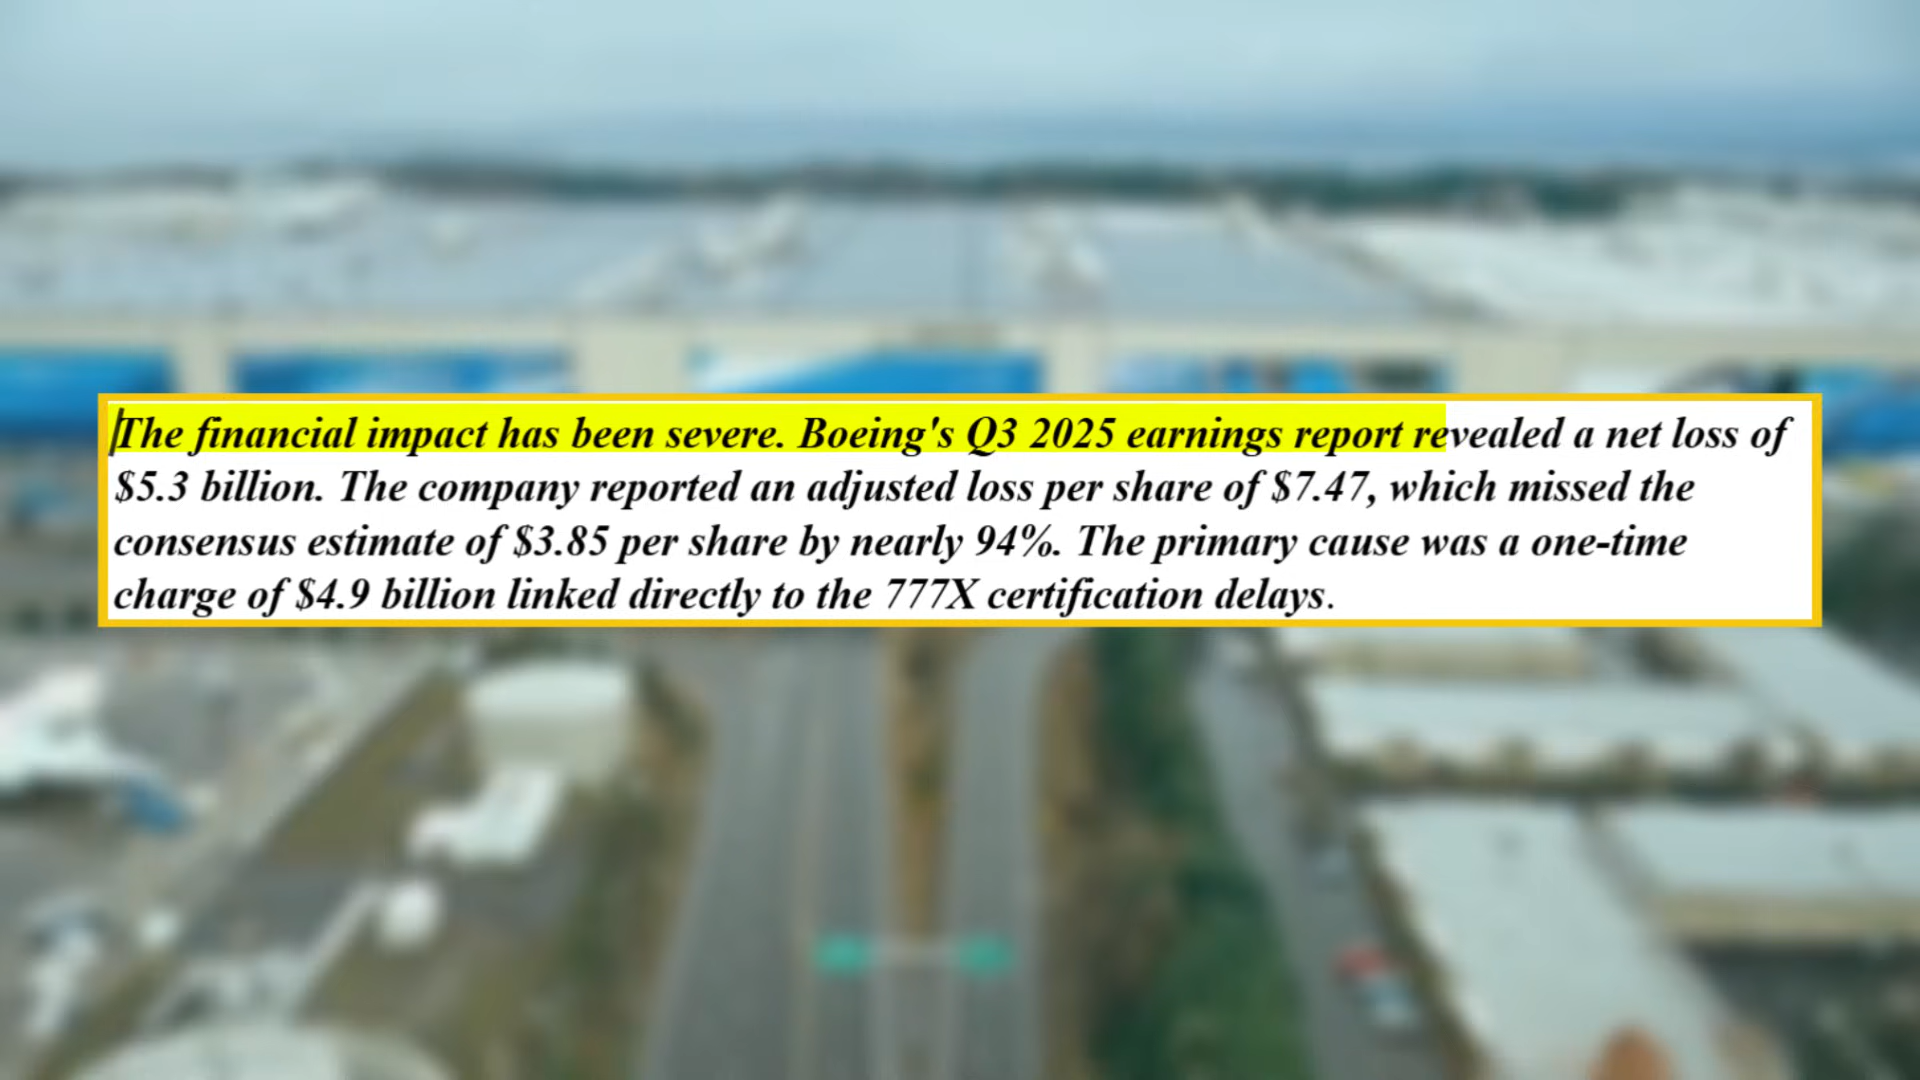 The financial impact has been severe. Boeing's Q3 2025 earnings report revealed a net loss of
$5.3 billion. The company reported an adjusted loss per share of $7.47, which missed the
consensus estimate of $3.85 per share by nearly 94%. The primary cause was a one-time
charge of $4.9 billion linked directly to the 777X certification delays.